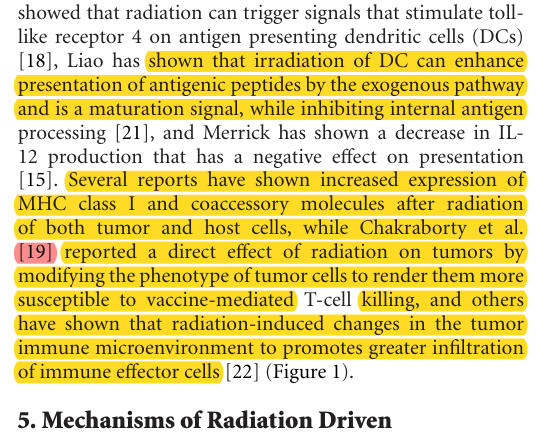 showed that radiation can trigger signals that stimulate toll-
like receptor 4 on antigen presenting dendritic cells (DCs)
[18], Liao has shown that irradiation of DC can enhance
presentation of antigenic peptides by the exogenous pathway
and is a maturation signal, while inhibiting internal antigen
processing [21], and Merrick has shown a decrease in IL-
12 production that has a negative effect on presentation
[15]. Several reports have shown increased expression of
MHC class I and coaccessory molecules after radiation
of both tumor and host cells, while Chakraborty et al.
[19] reported a direct effect of radiation on tumors by
modifying the phenotype of tumor cells to render them more
susceptible to vaccine-mediated T-cell killing, and others
have shown that radiation-induced changes in the tumor
immune microenvironment to promotes greater infiltration
of immune effector cells [22] (Figure 1).
5. Mechanisms of Radiation Driven